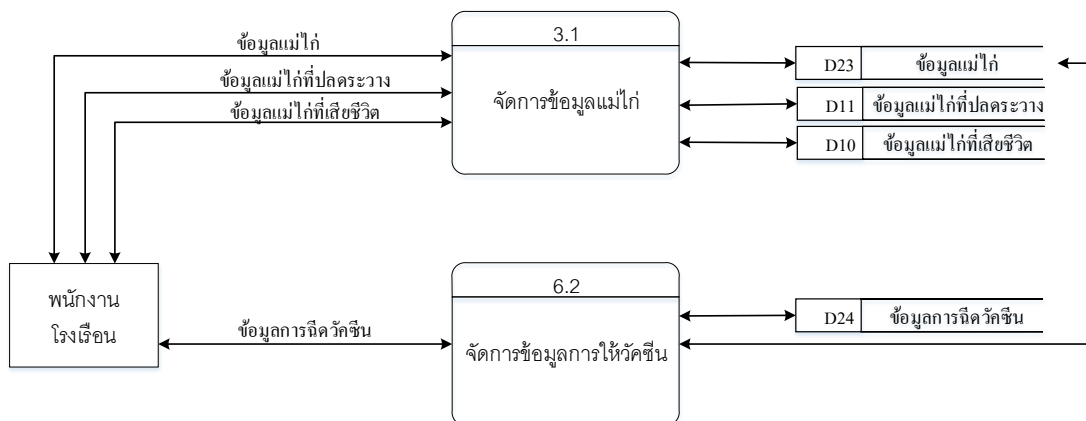 3.1
จัดการข้อมูลแม่ไก่
ข้อมูลแม่ไก่
ข้อมูลแม่ไก่ที่ปลดระวาง
ข้อมูลแม่ไก่ที่เสียชีวิต
D23 ข้อมูลแม่ไก่
D11 ข้อมูลแม่ไก่ที่ปลดระวาง
D10 ข้อมูลแม่ไก่ที่เสียชีวิต
พนักงาน
โรงเรือน
ข้อมูลการฉีดวัคซีน
6.2
จัดการข้อมูลการให้วัคซีน
D24 ข้อมูลการฉีดวัคซีน